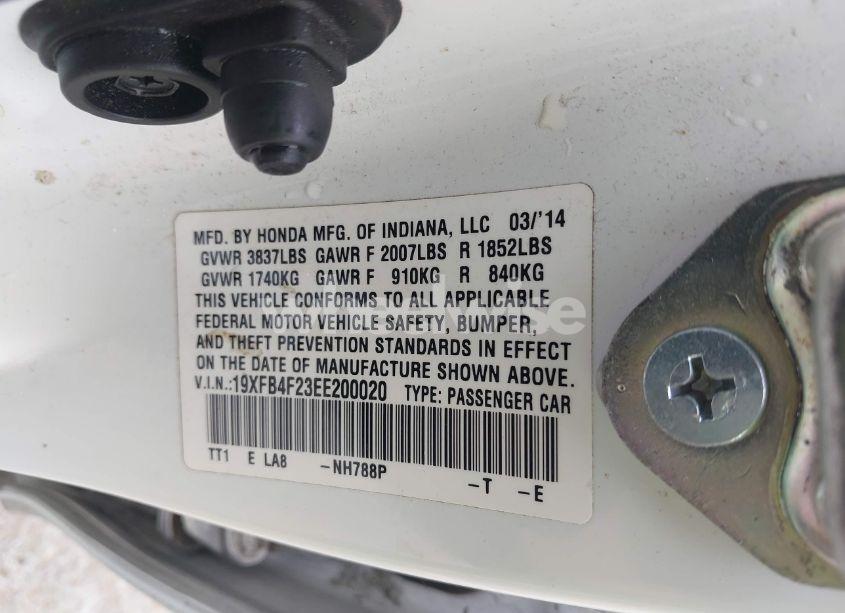 MFD. BY HONDA MFG. OF INDIANA, LLC 03/'14
GVWR 3837LBS GAWR F 2007LBS R 1852LBS
GVWR 1740KG GAWR F 910KG R 840KG
THIS VEHICLE CONFORMS TO ALL APPLICABLE
FEDERAL MOTOR VEHICLE SAFETY, BUMPER,
AND THEFT PREVENTION STANDARDS IN EFFECT
ON THE DATE OF MANUFACTURE SHOWN ABOVE.
V.I.N.:19XFB4F23EE200020 TYPE: PASSENGER CAR
TT1 E LA8 -NH788P -T -E